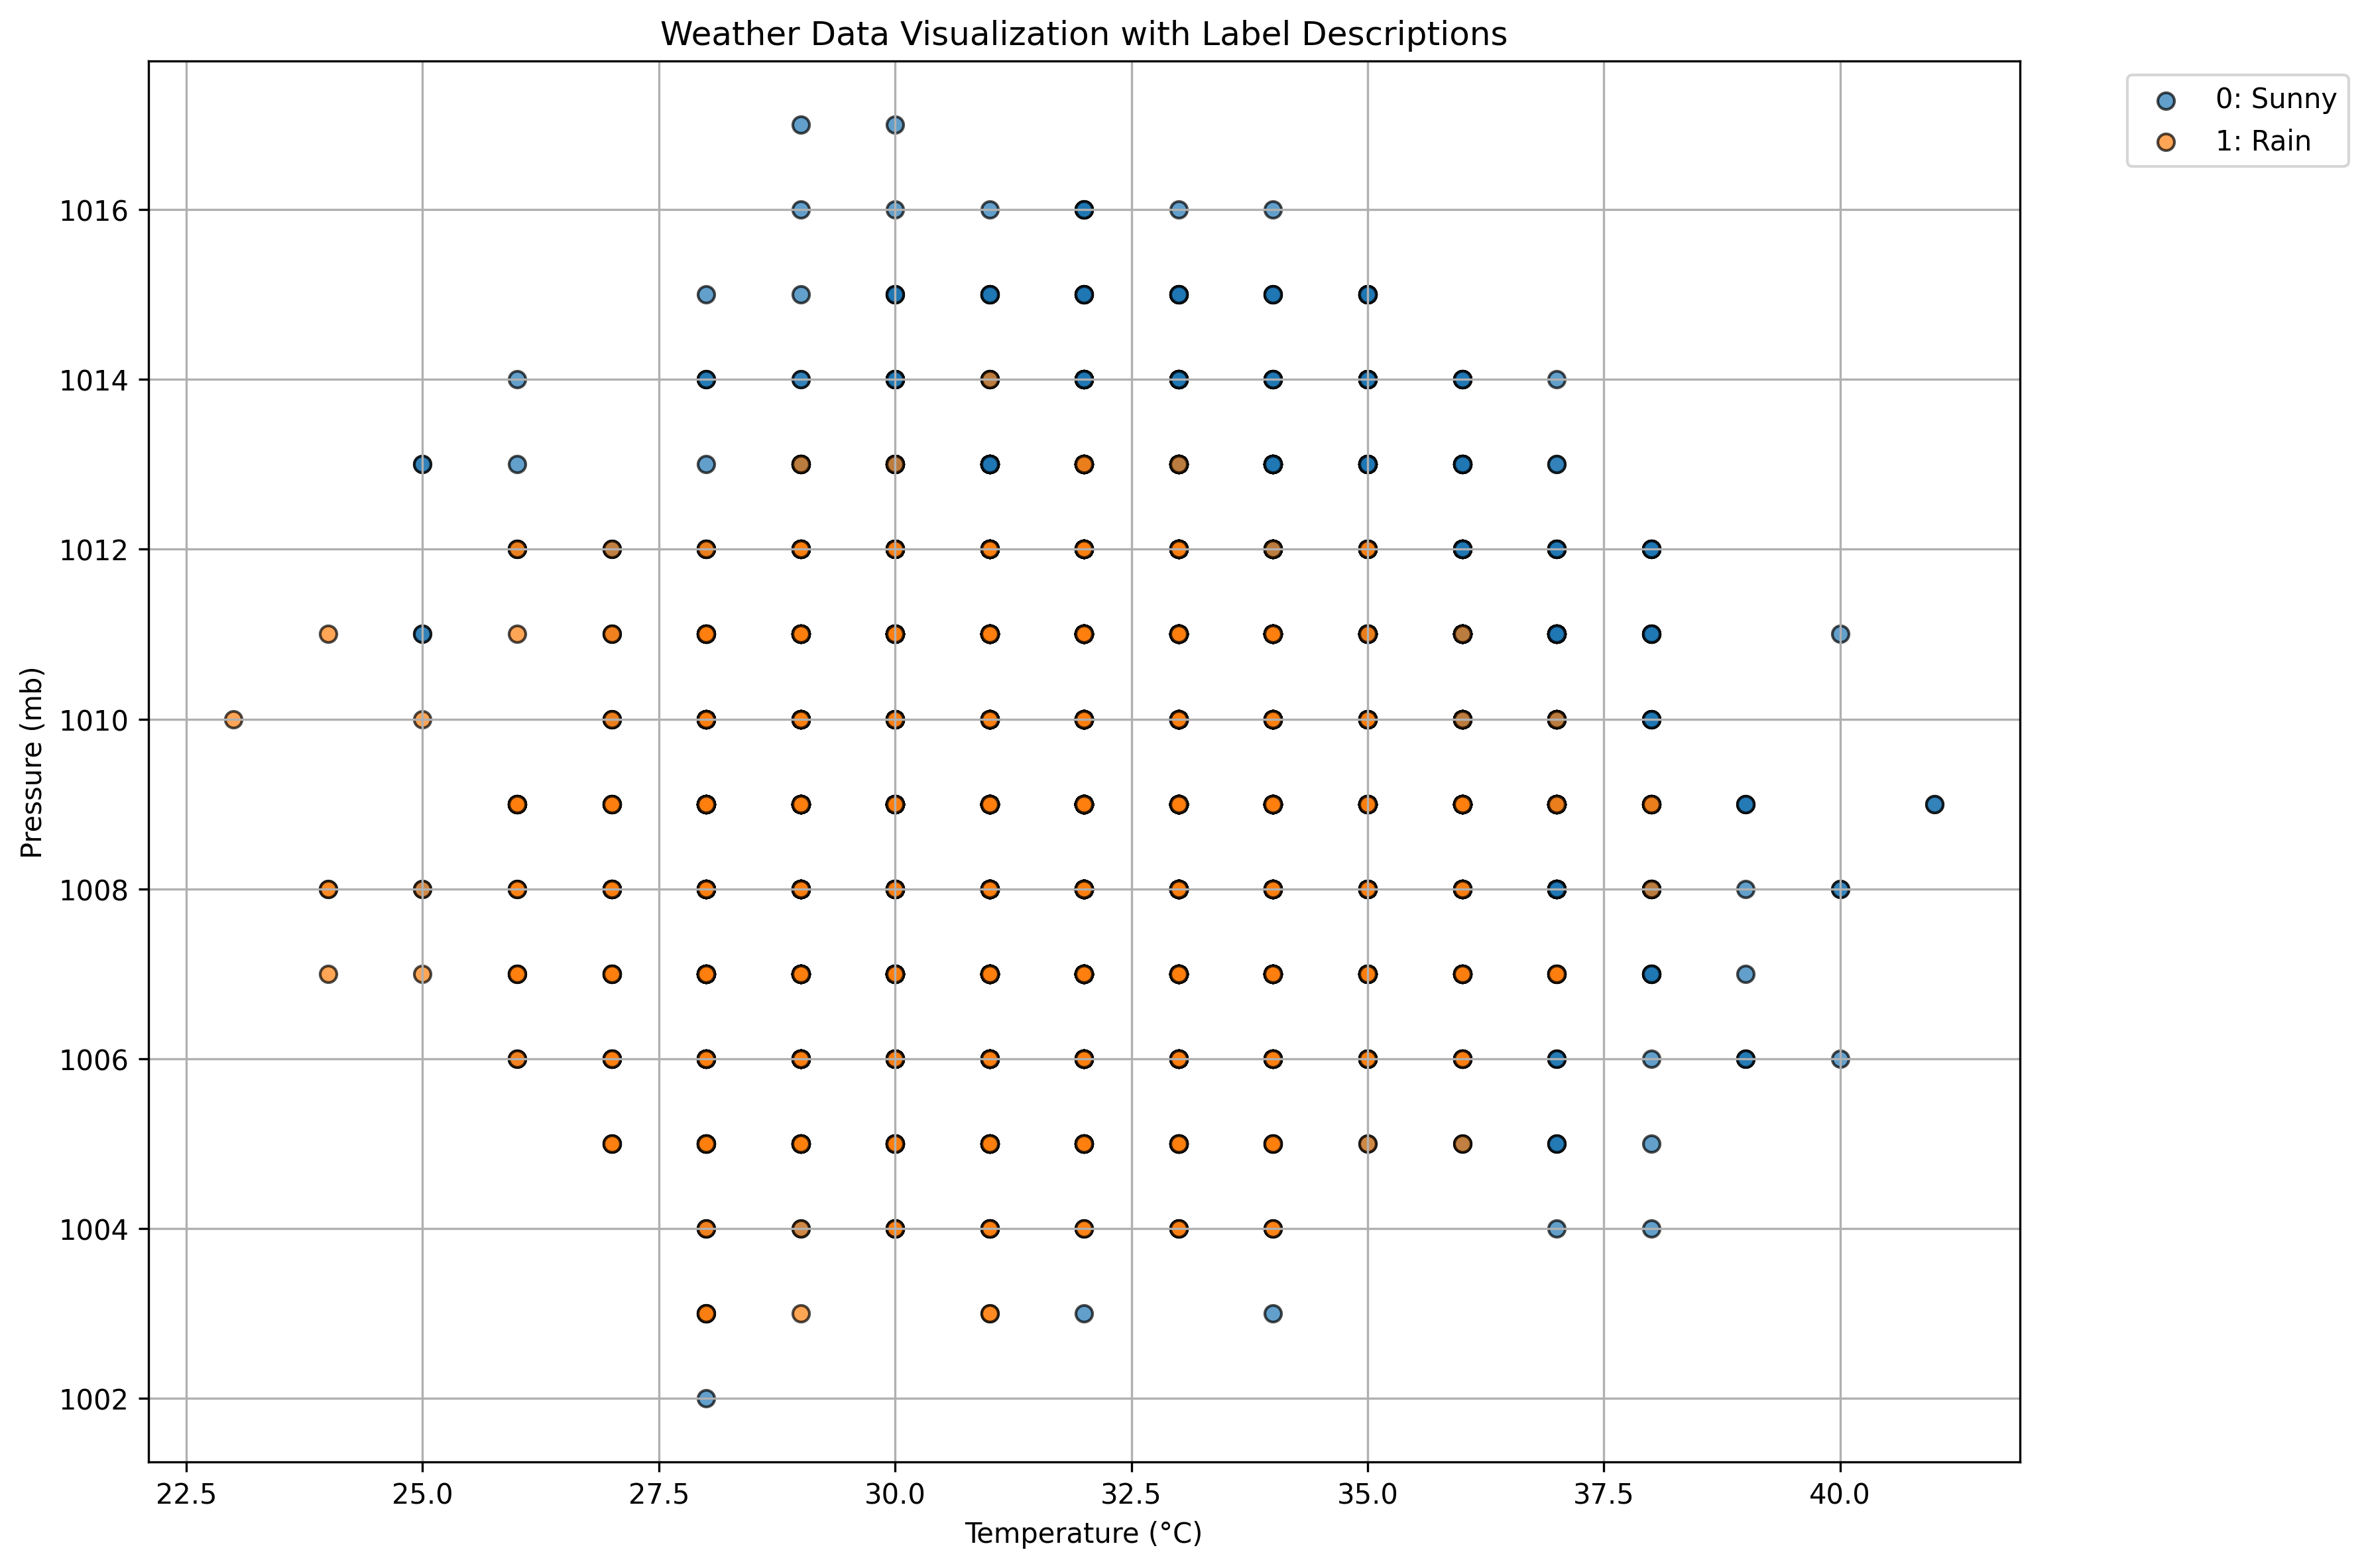 Weather Data Visualization with Label Descriptions
0: Sunny
1: Rain
Pressure (mb)
1016
1014
1012
1010
1008
1006
1004
1002
22.5 25.0 27.5 30.0 32.5 35.0 37.5 40.0
Temperature (°C)